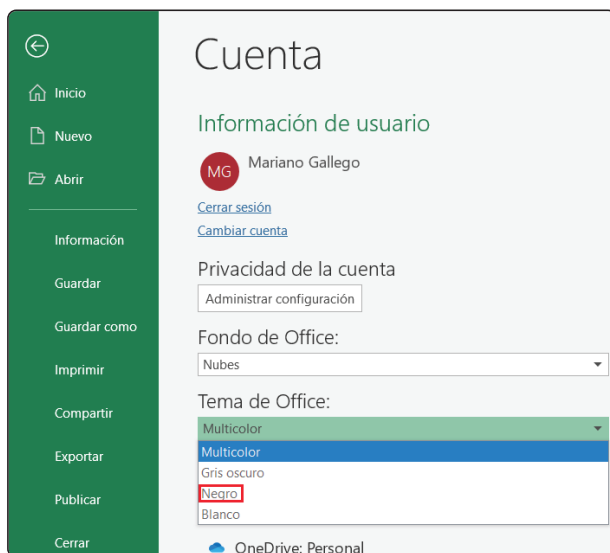 Inicio
Nuevo
Abrir
Información
Guardar
Guardar como
Imprimir
Compartir
Exportar
Publicar
Cerrar
Cuenta
Información de usuario
MG
Mariano Gallego
Cerrar sesión
Cambiar cuenta
Privacidad de la cuenta
Administrar configuración
Fondo de Office:
Nubes
Tema de Office:
Multicolor
Multicolor
Gris oscuro
Negro
Blanco
OneDrive: Personal